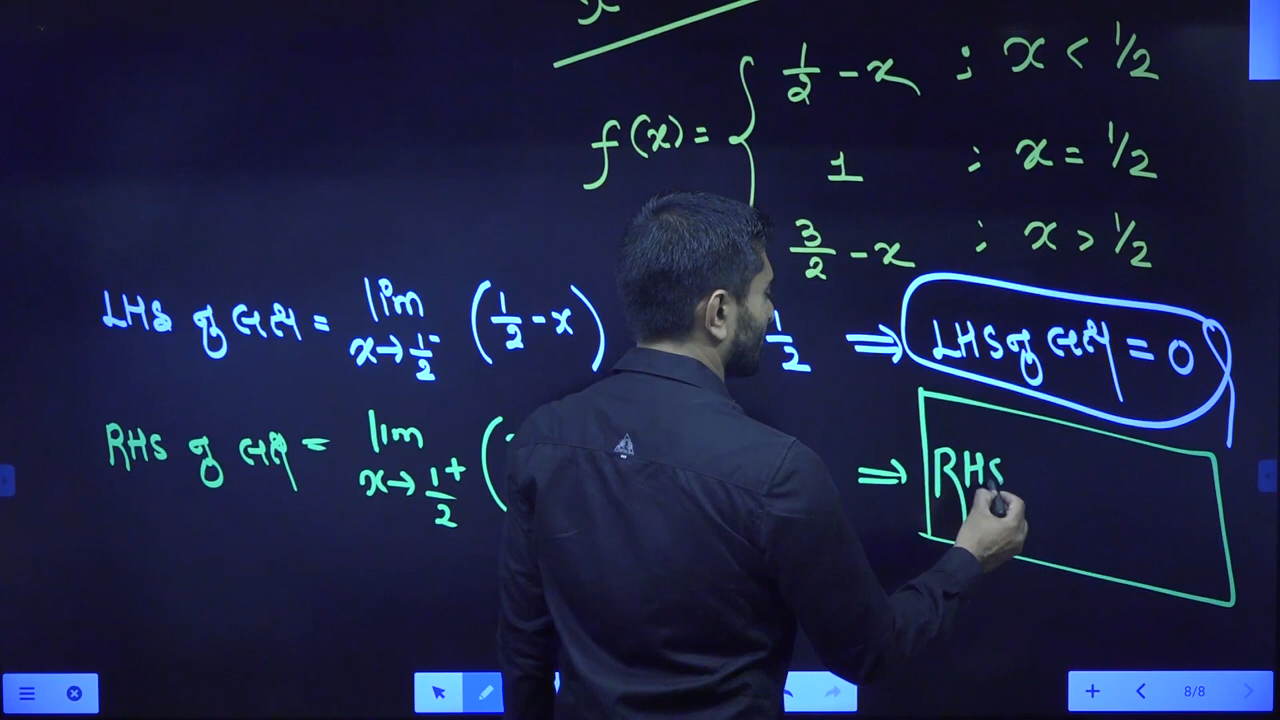 x
f(x) = { 1/2 - x ; x < 1/2
1 ; x = 1/2
3/2 - x ; x > 1/2
LHS નું લક્ષ = lim x→1/2⁻ (1/2 - x) 1/2 ⇒ LHS નું લક્ષ = 0
RHS નું લક્ષ = lim x→1/2⁺ ( ⇒ RHS
8/8